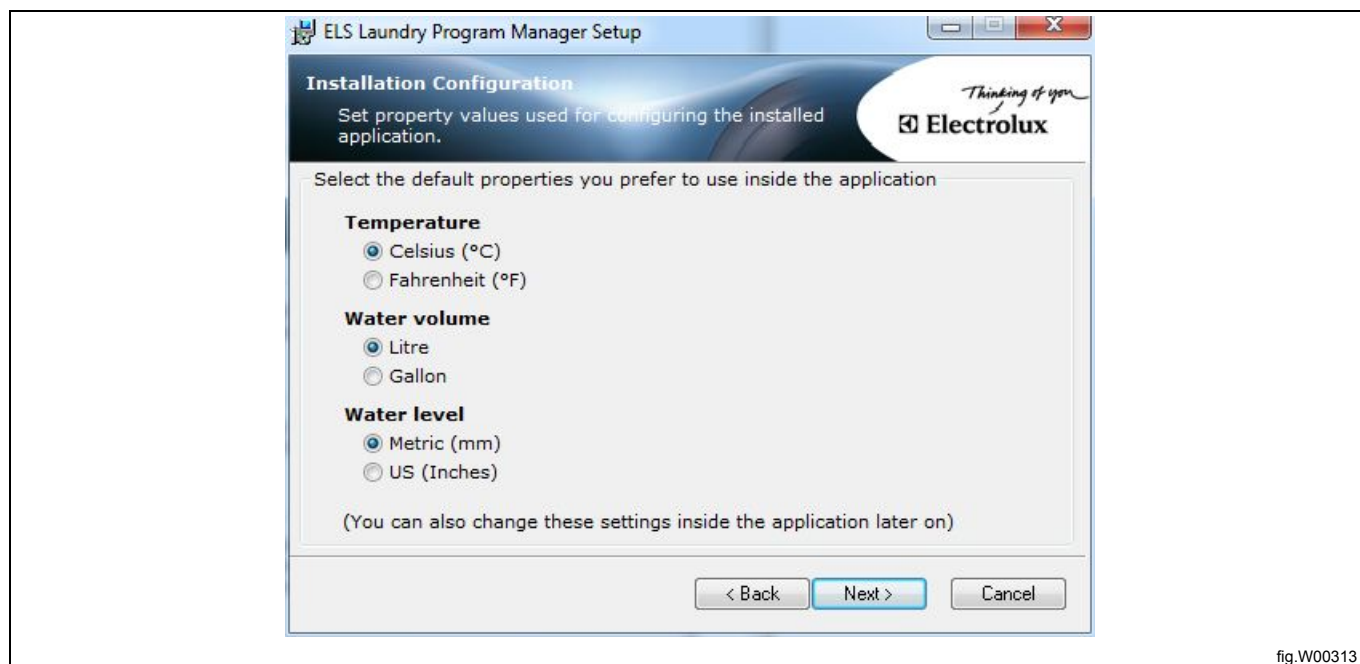 ELS Laundry Program Manager Setup
Installation Configuration
Set property values used for configuring the installed
application.
Thinking of you
Electrolux
Select the default properties you prefer to use inside the application
Temperature
Celsius (°C)
Fahrenheit (°F)
Water volume
Litre
Gallon
Water level
Metric (mm)
US (Inches)
(You can also change these settings inside the application later on)
< Back
Next >
Cancel
fig.W00313